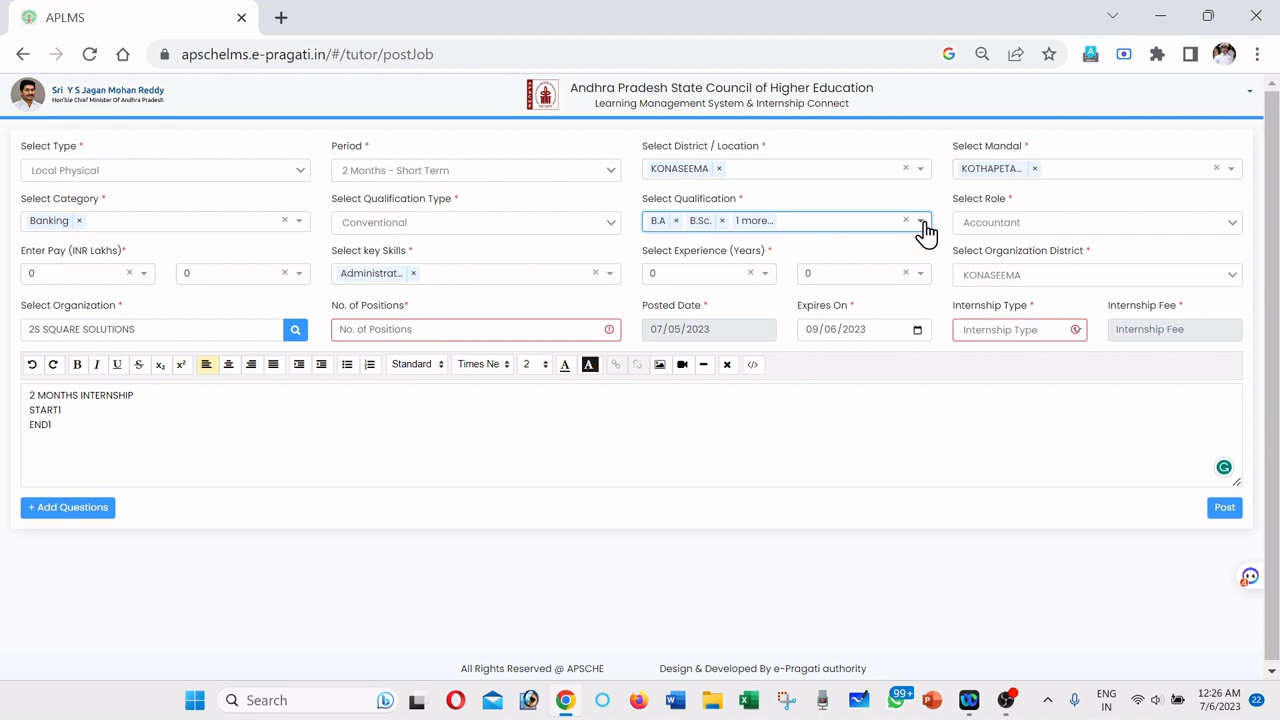 APLMS
apschelms.e-pragati.in/#/tutor/postJob
Sri Y S Jagan Mohan Reddy
Hon'ble Chief Minister Of Andhra Pradesh
Andhra Pradesh State Council of Higher Education
Learning Management System & Internship Connect
Select Type *
Period *
Select District / Location *
Select Mandal *
Local Physical
2 Months - Short Term
KONASEEMA ×
KOTHAPETA... ×
Select Category *
Select Qualification Type *
Select Qualification *
Select Role *
Banking ×
Conventional
B.A × B.Sc. × 1 more...
Accountant
Enter Pay (INR Lakhs)*
Select key Skills *
Select Experience (Years) *
Select Organization District *
0
0
Administrat... ×
0
0
KONASEEMA
Select Organization *
No. of Positions*
Posted Date *
Expires On *
Internship Type *
Internship Fee *
2S SQUARE SOLUTIONS
No. of Positions
07/05/2023
09/06/2023
Internship Type
Internship Fee
B I U S x₂ x² Standard Times Ne 2 A A </>
2 MONTHS INTERNSHIP
START1
END1
+ Add Questions
Post
4
All Rights Reserved @ APSCHE
Design & Developed By e-Pragati authority
Search
99+
ENG
IN
12:26 AM
7/6/2023
22